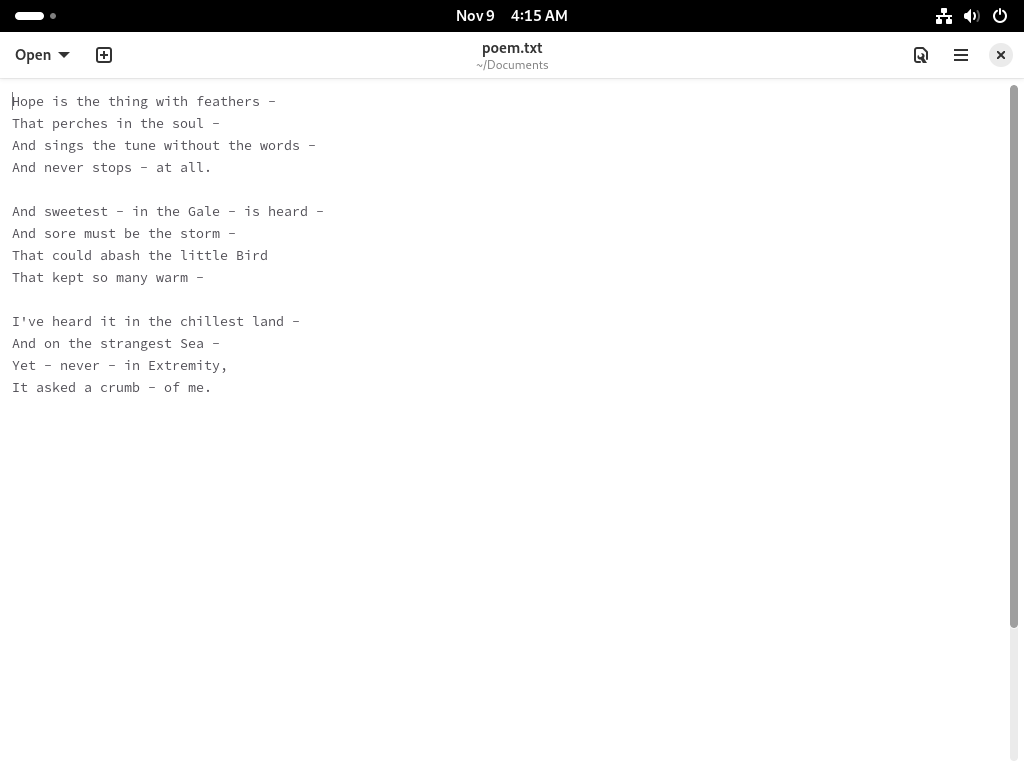 Nov 9 4:15 AM
Open
poem.txt
~/Documents
Hope is the thing with feathers –
That perches in the soul –
And sings the tune without the words –
And never stops – at all.

And sweetest – in the Gale – is heard –
And sore must be the storm –
That could abash the little Bird
That kept so many warm –

I've heard it in the chillest land –
And on the strangest Sea –
Yet – never – in Extremity,
It asked a crumb – of me.